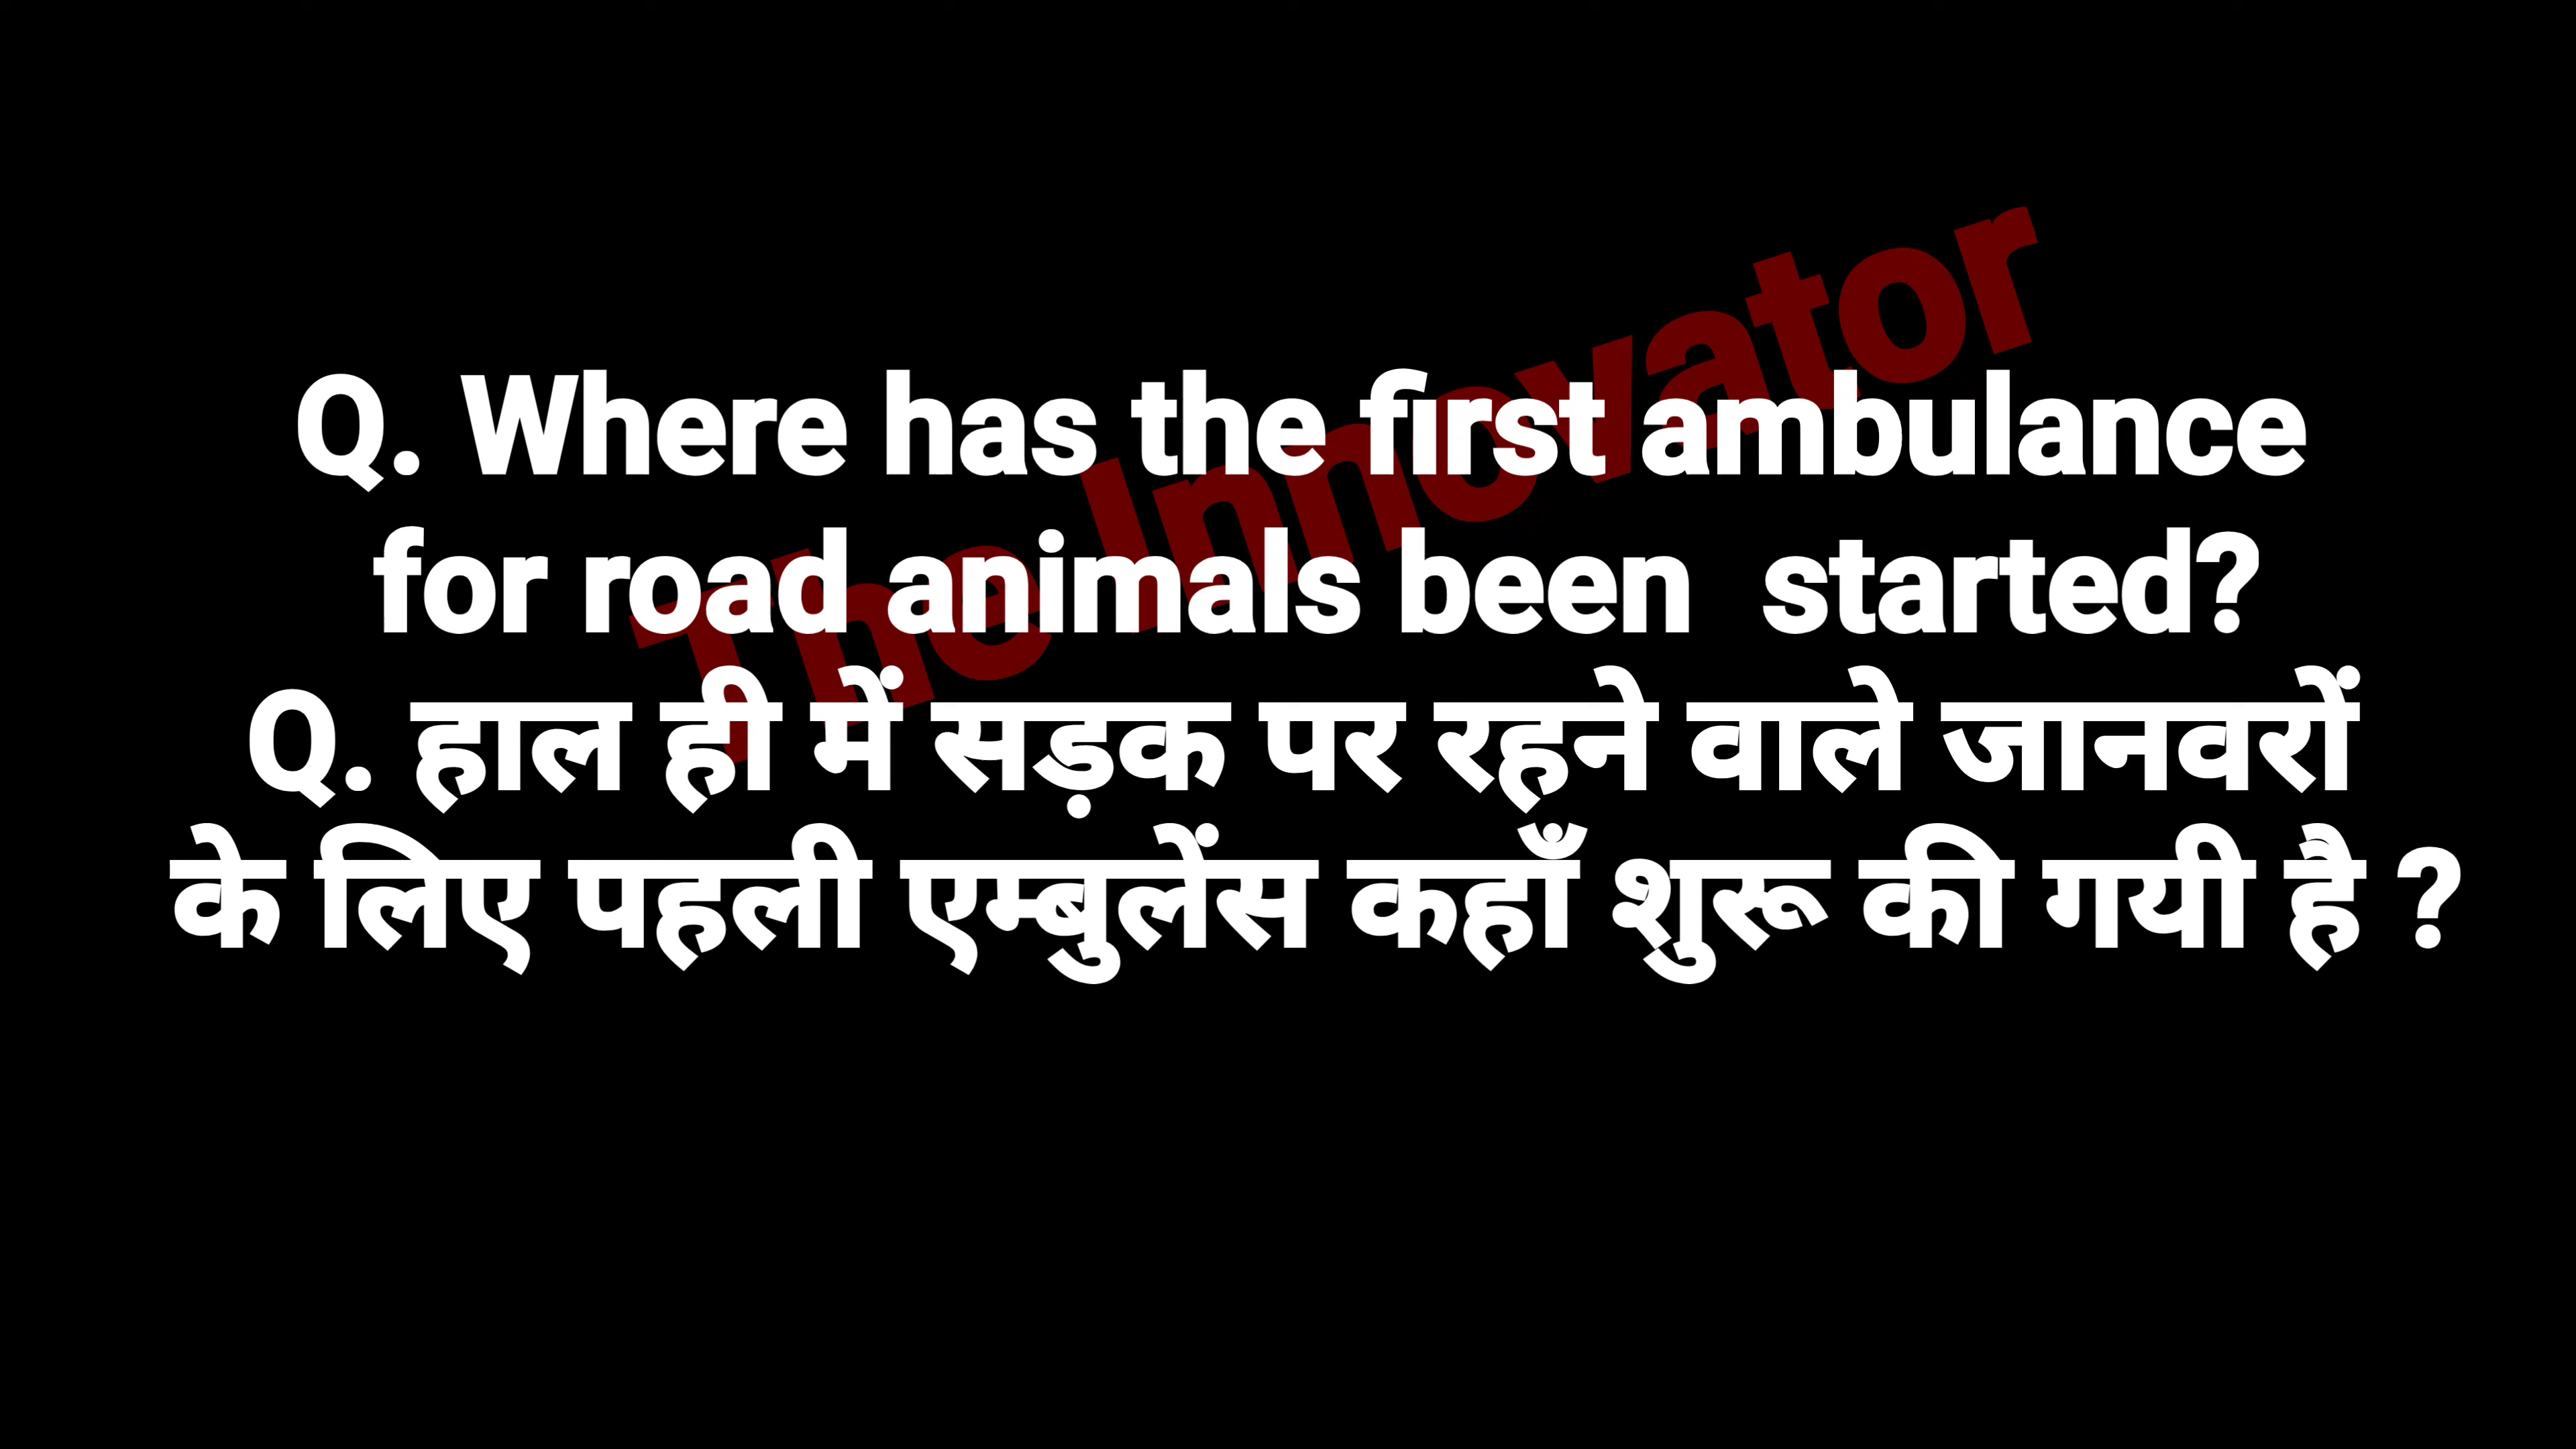 Q. Where has the first ambulance
for road animals been  started?
Q. हाल ही में सड़क पर रहने वाले जानवरों
के लिए पहली एम्बुलेंस कहाँ शुरू की गयी है ?
The Innovator